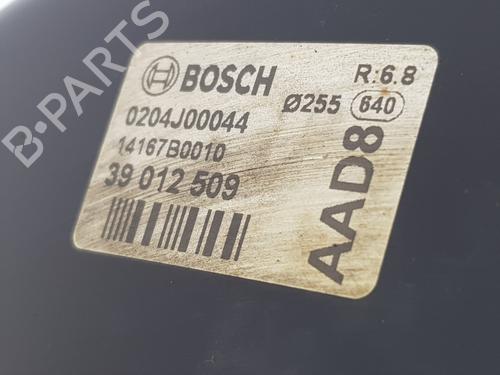 B-PARTS
BOSCH
R:6.8
Ø255 640
0204J00044
14167B0010
39 012 509
AAD8